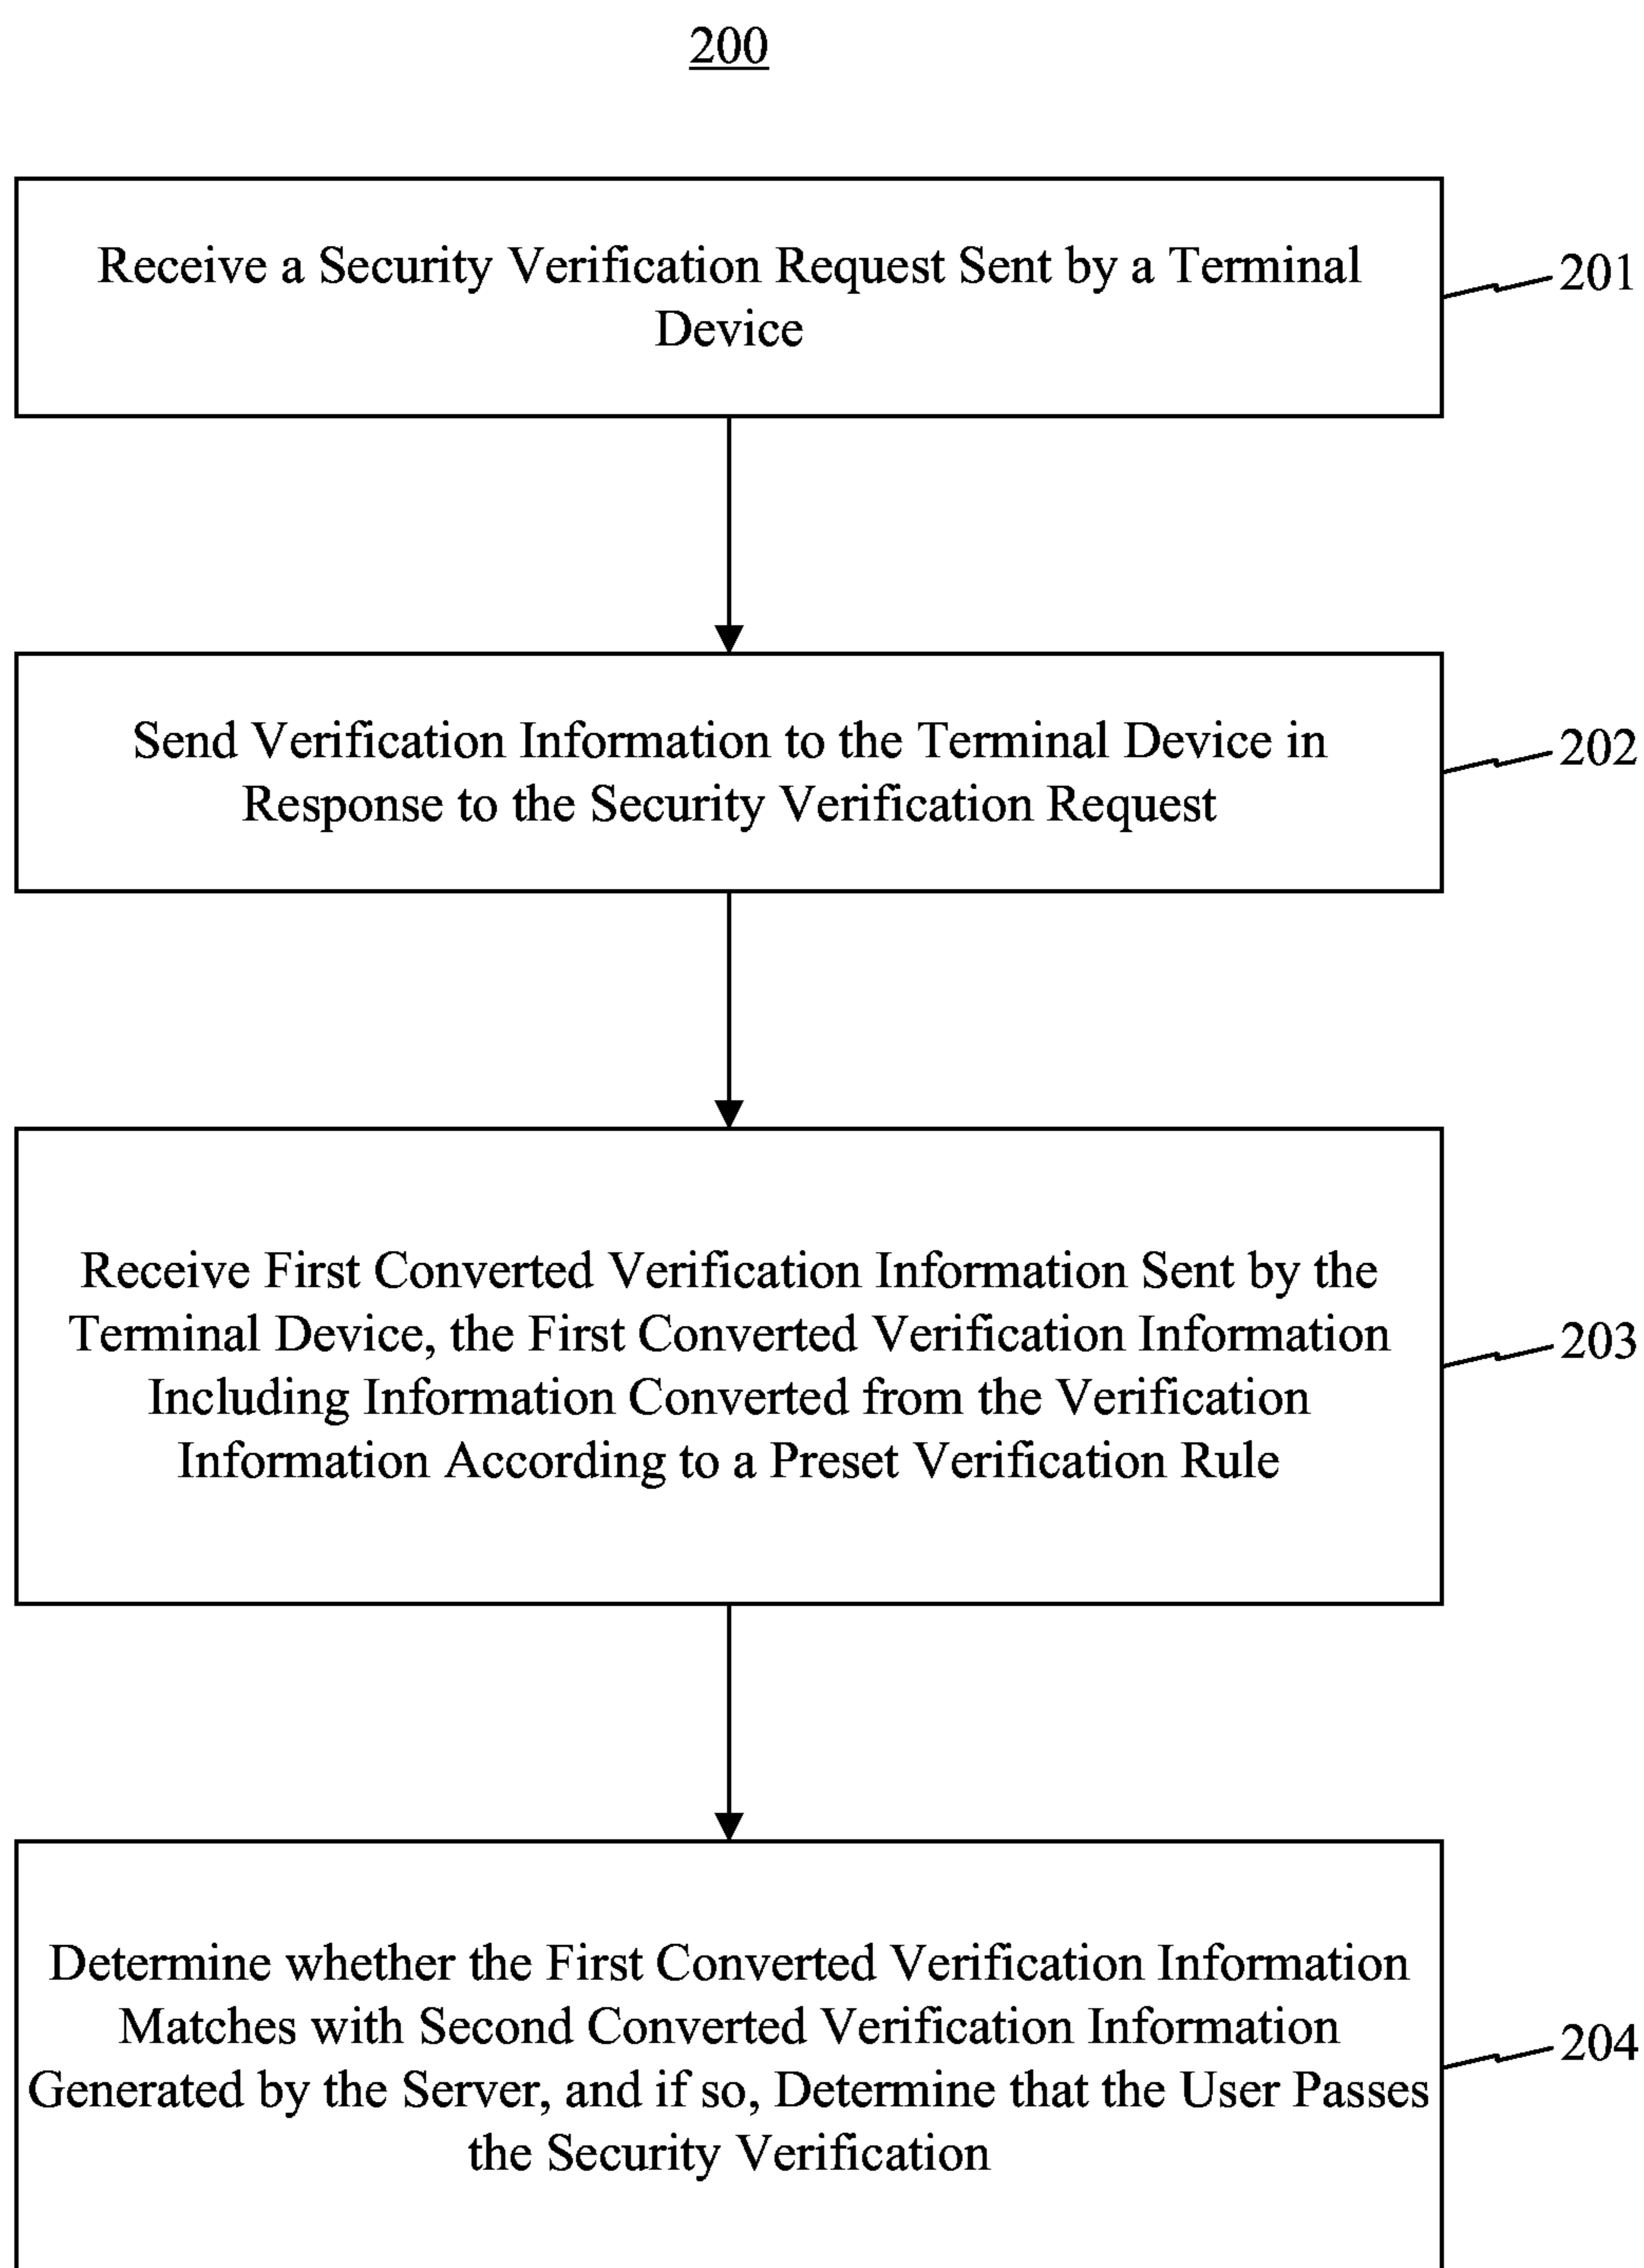 200
Receive a Security Verification Request Sent by a Terminal
Device
201
Send Verification Information to the Terminal Device in
Response to the Security Verification Request
202
Receive First Converted Verification Information Sent by the
Terminal Device, the First Converted Verification Information
Including Information Converted from the Verification
Information According to a Preset Verification Rule
203
Determine whether the First Converted Verification Information
Matches with Second Converted Verification Information
Generated by the Server, and if so, Determine that the User Passes
the Security Verification
204